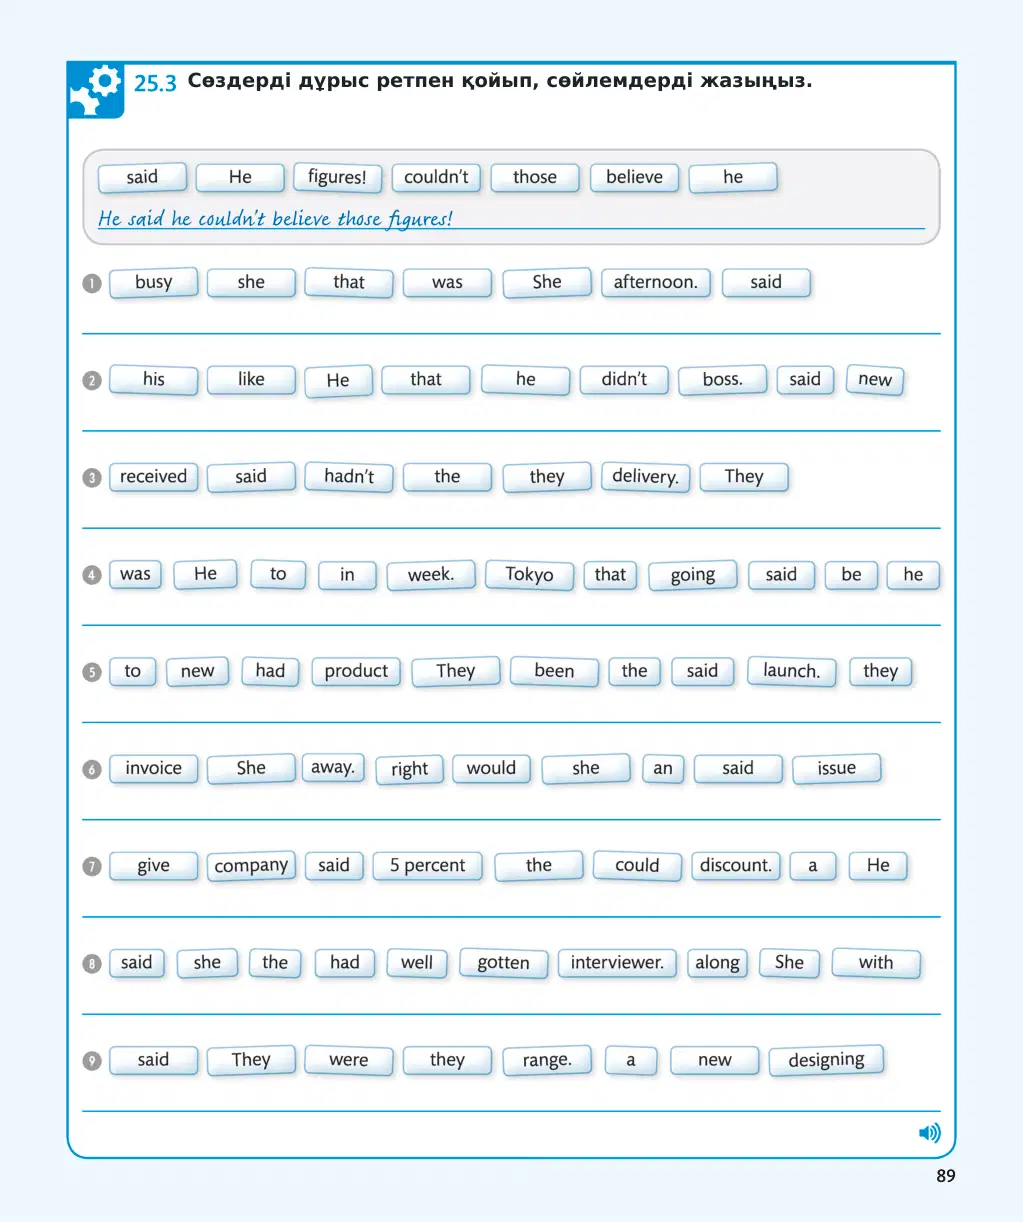 25.3 Сөздерді дұрыс ретпен қойып, сөйлемдерді жазыңыз.
said He figures! couldn't those believe he
He said he couldn't believe those figures!
1 busy she that was She afternoon. said
2 his like He that he didn't boss. said new
3 received said hadn't the they delivery. They
4 was He to in week. Tokyo that going said be he
5 to new had product They been the said launch. they
6 invoice She away. right would she an said issue
7 give company said 5 percent the could discount. a He
8 said she the had well gotten interviewer. along She with
9 said They were they range. a new designing
89